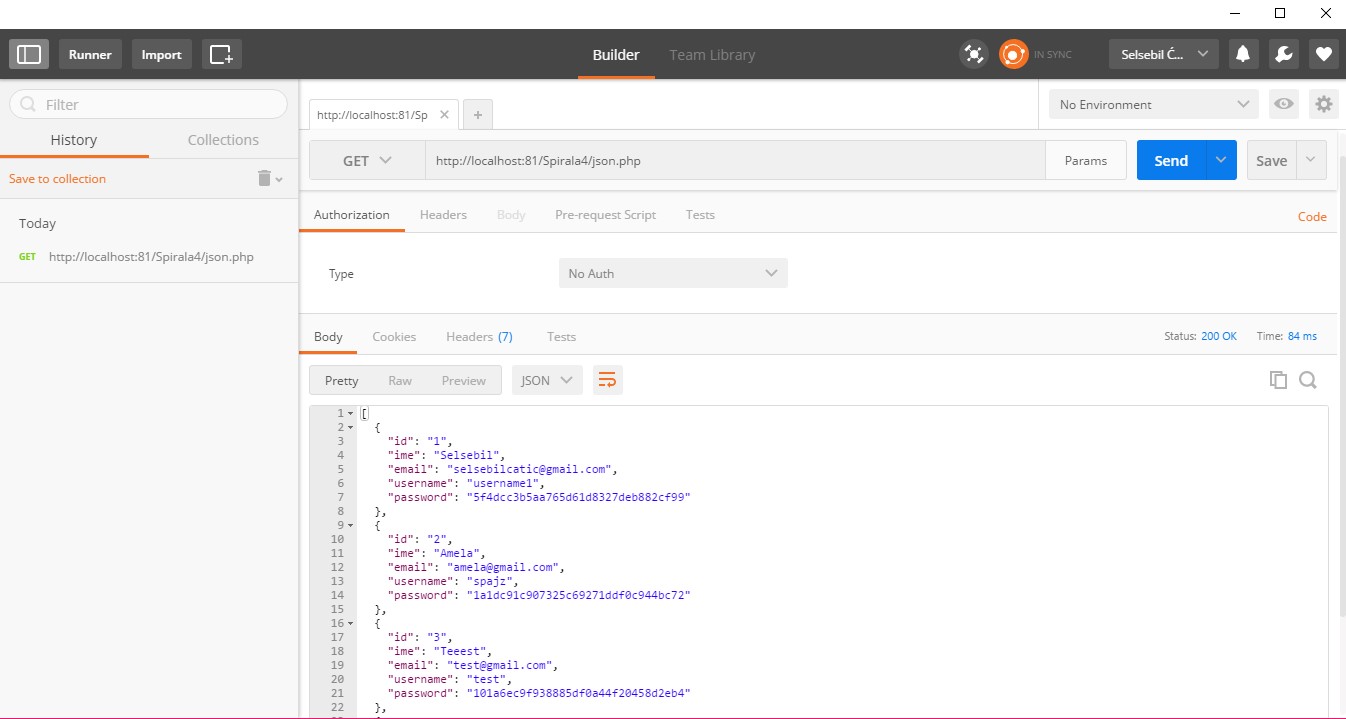 Runner Import Builder Team Library IN SYNC Selsebil Ć...
Filter
History Collections
Save to collection
Today
GET http://localhost:81/Spirala4/json.php
http://localhost:81/Sp
No Environment
GET http://localhost:81/Spirala4/json.php Params Send Save
Authorization Headers Body Pre-request Script Tests Code
Type No Auth
Body Cookies Headers (7) Tests Status: 200 OK Time: 84 ms
Pretty Raw Preview JSON
1 [
2 {
3 "id": "1",
4 "ime": "Selsebil",
5 "email": "selsebilcatic@gmail.com",
6 "username": "username1",
7 "password": "5f4dcc3b5aa765d61d8327deb882cf99"
8 },
9 {
10 "id": "2",
11 "ime": "Amela",
12 "email": "amela@gmail.com",
13 "username": "spajz",
14 "password": "1a1dc91c907325c69271ddf0c944bc72"
15 },
16 {
17 "id": "3",
18 "ime": "Teeest",
19 "email": "test@gmail.com",
20 "username": "test",
21 "password": "101a6ec9f938885df0a44f20458d2eb4"
22 },